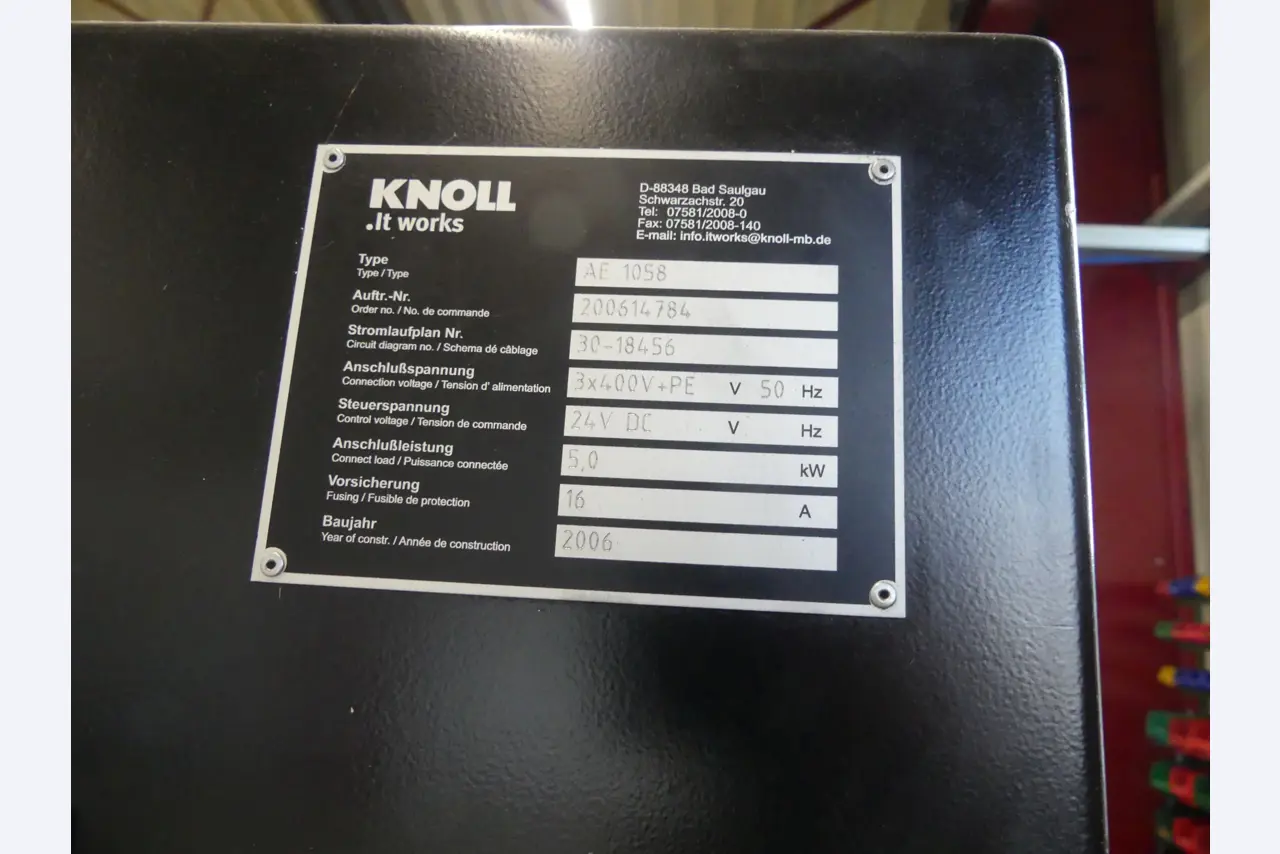 KNOLL
.It works
D-88348 Bad Saulgau
Schwarzachstr. 20
Tel: 07581/2008-0
Fax: 07581/2008-140
E-mail: info.itworks@knoll-mb.de
Type
Type / Type
AE 1058
Auftr.-Nr.
Order no. / No. de commande
200614784
Stromlaufplan Nr.
Circuit diagram no. / Schema dé câblage
30-18456
Anschlußspannung
Connection voltage / Tension d' alimentation
3x400V+PE V 50 Hz
Steuerspannung
Control voltage / Tension de commande
24V DC V Hz
Anschlußleistung
Connect load / Puissance connectée
5,0 kW
Vorsicherung
Fusing / Fusible de protection
16 A
Baujahr
Year of constr. / Année de construction
2006